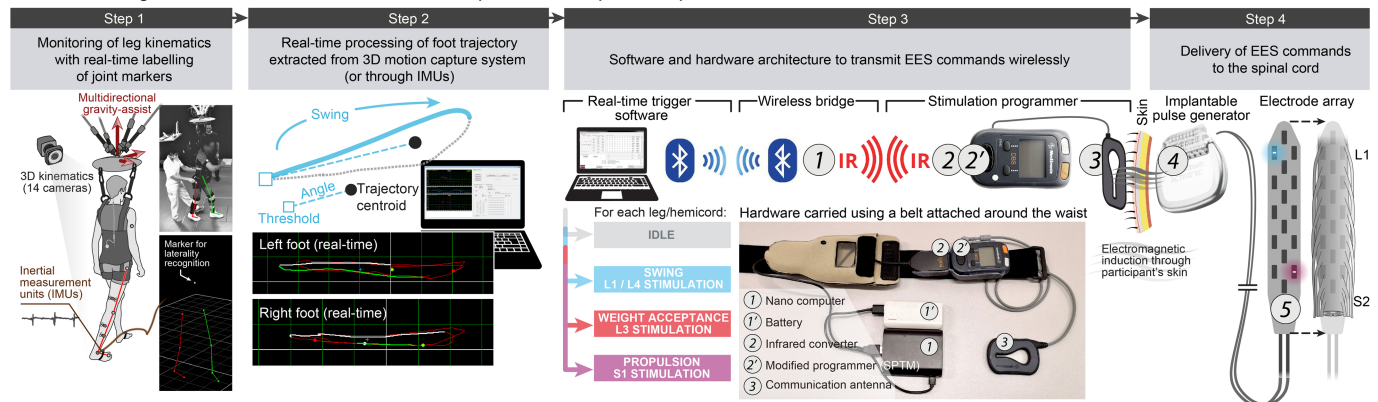 Step 1
Step 2
Step 3
Step 4
Monitoring of leg kinematics
with real-time labelling
of joint markers
Real-time processing of foot trajectory
extracted from 3D motion capture system
(or through IMUs)
Software and hardware architecture to transmit EES commands wirelessly
Delivery of EES commands
to the spinal cord
Multidirectional
gravity-assist
3D kinematics
(14 cameras)
Marker for
laterality
recognition
Inertial
measurement
units (IMUs)
Swing
Angle
Threshold
Trajectory
centroid
Left foot (real-time)
Right foot (real-time)
Real-time trigger
software
Wireless bridge
Stimulation programmer
Skin
Implantable
pulse generator
Electrode array
1
IR
IR
2
2'
3
4
L1
S2
5
For each leg/hemicord:
IDLE
SWING
L1 / L4 STIMULATION
WEIGHT ACCEPTANCE
L3 STIMULATION
PROPULSION
S1 STIMULATION
Hardware carried using a belt attached around the waist
2
2'
1'
1
3
1 Nano computer
1' Battery
2 Infrared converter
2' Modified programmer (SPTM)
3 Communication antenna
Electromagnetic
induction through
participant's skin